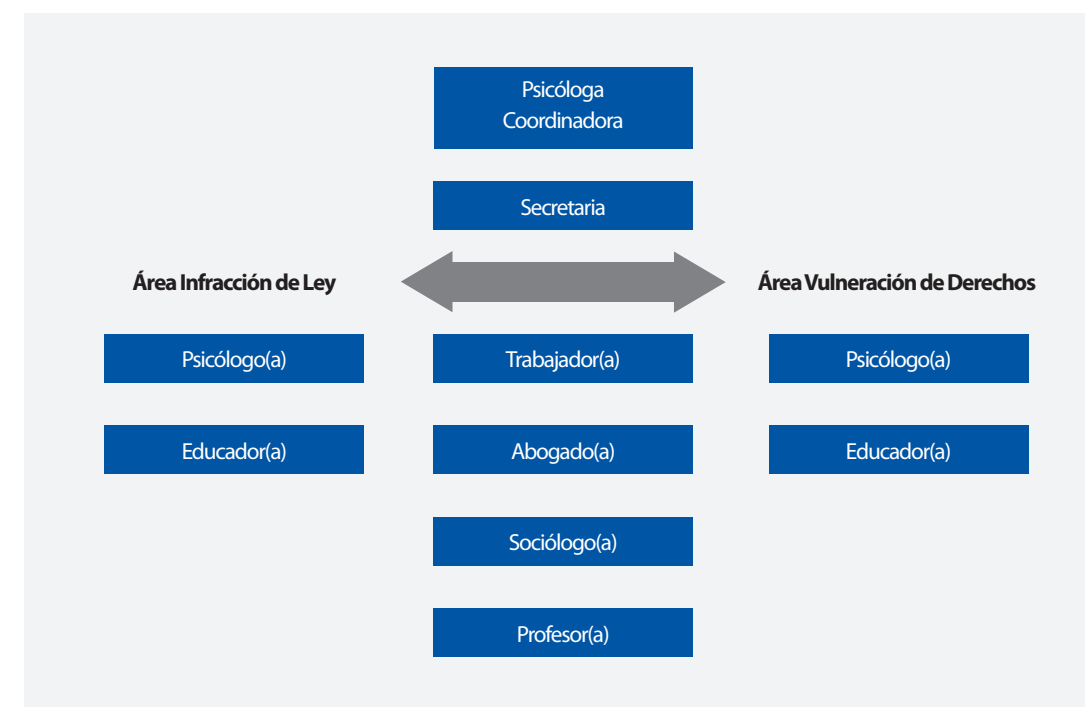 Psicóloga
Coordinadora
Secretaria
Área Infracción de Ley
Área Vulneración de Derechos
Psicólogo(a)
Trabajador(a)
Psicólogo(a)
Educador(a)
Abogado(a)
Educador(a)
Sociólogo(a)
Profesor(a)